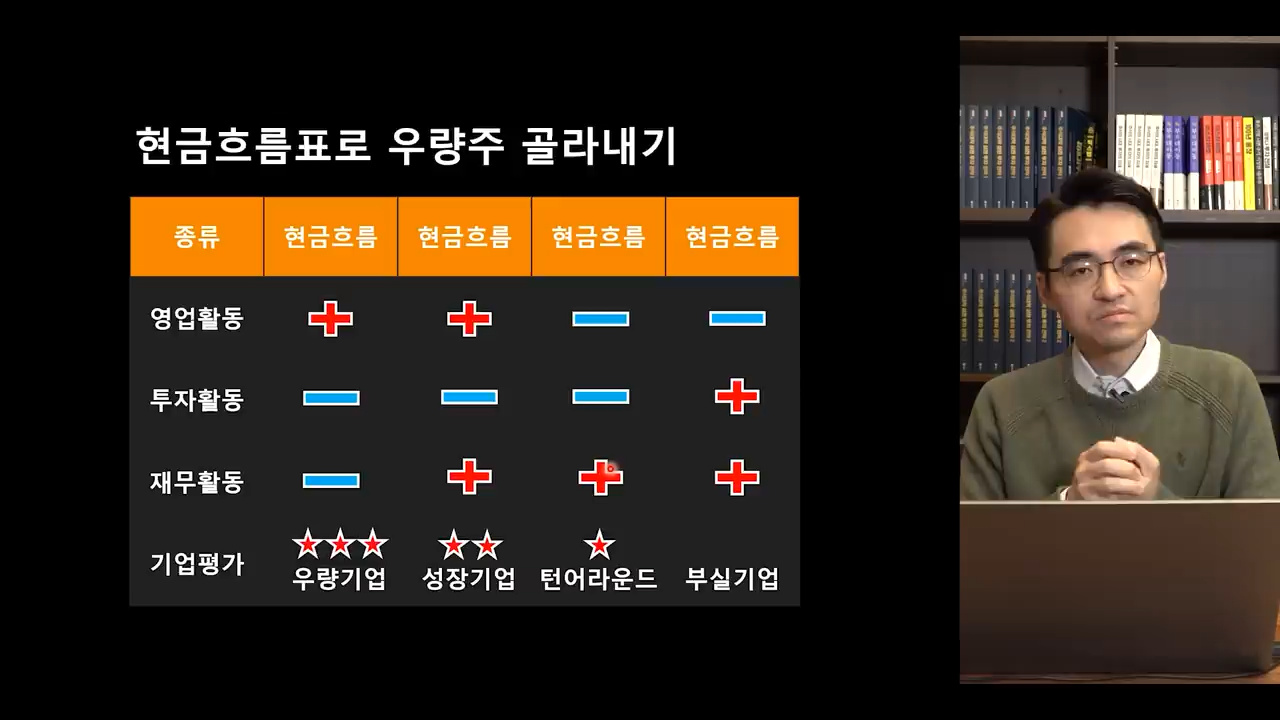 현금흐름표로 우량주 골라내기
종류 현금흐름 현금흐름 현금흐름 현금흐름
영업활동
투자활동
재무활동
기업평가 우량기업 성장기업 턴어라운드 부실기업